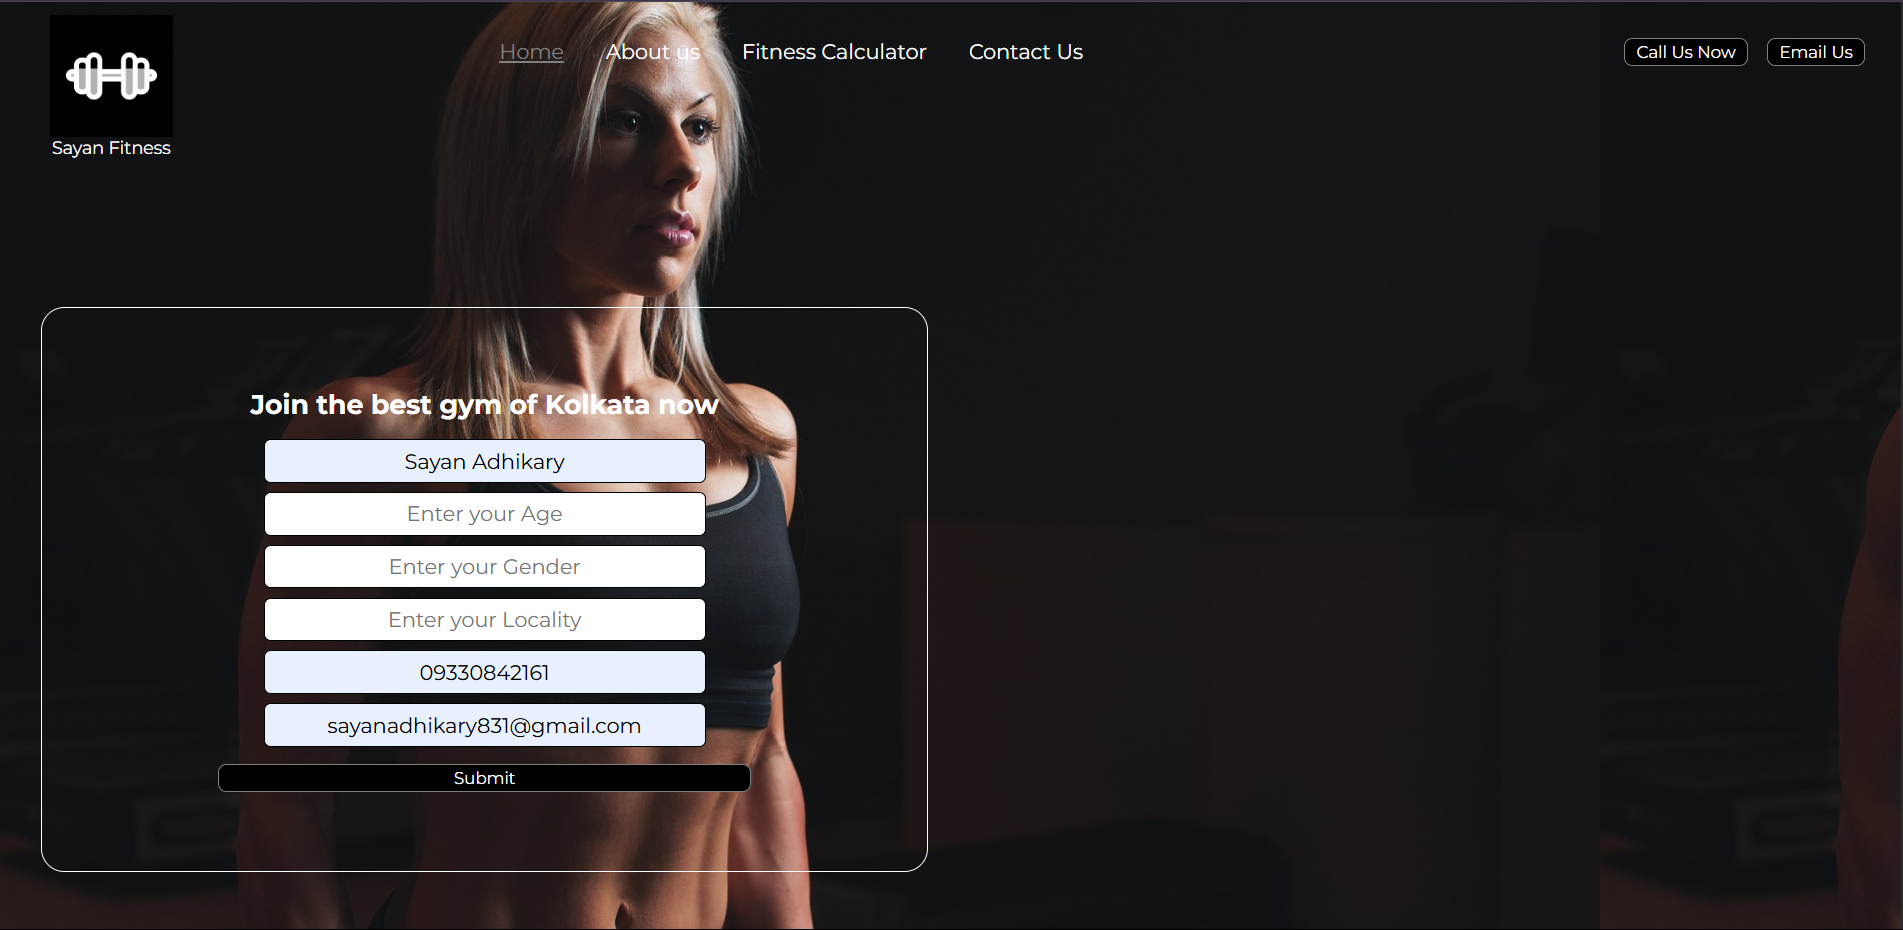 Home
About us
Fitness Calculator
Contact Us
Call Us Now
Email Us
Sayan Fitness
Join the best gym of Kolkata now
Sayan Adhikary
Enter your Age
Enter your Gender
Enter your Locality
09330842161
sayanadhikary831@gmail.com
Submit